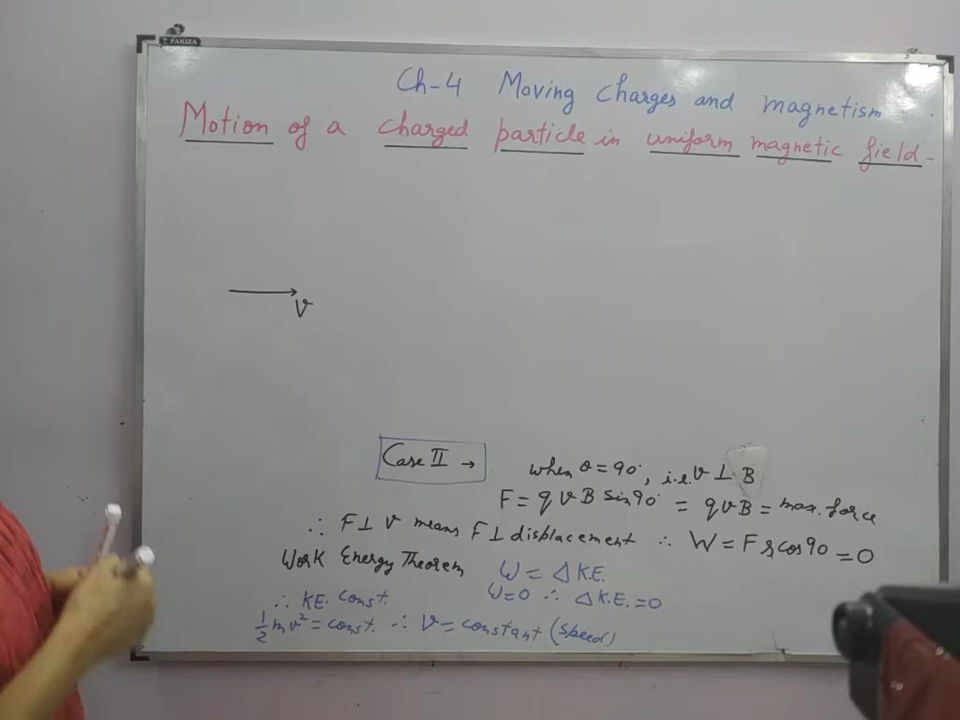 PAKIZA
Ch-4 Moving Charges and magnetism
Motion of a charged particle in uniform magnetic field -
V
Case II →
when θ = 90°, i.e. V ⊥ B
F = q V B Sin 90° = q V B = max. force
∴ F ⊥ V means F ⊥ displacement ∴ W = F s cos 90 = 0
Work Energy Theorem W = Δ K.E.
W = 0 ∴ Δ K.E. = 0
∴ KE. Const.
1/2 m v² = const. ∴ V = constant (Speed)